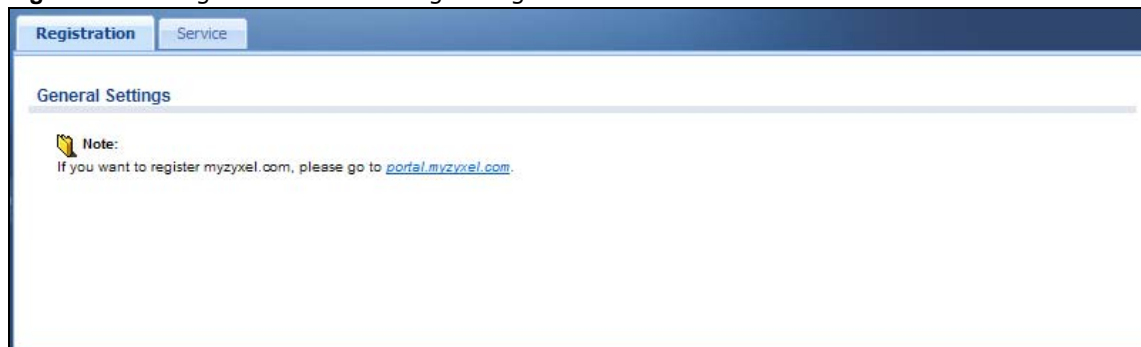 Registration
Service
General Settings
Note:
If you want to register myzyxel.com, please go to portal.myzyxel.com.